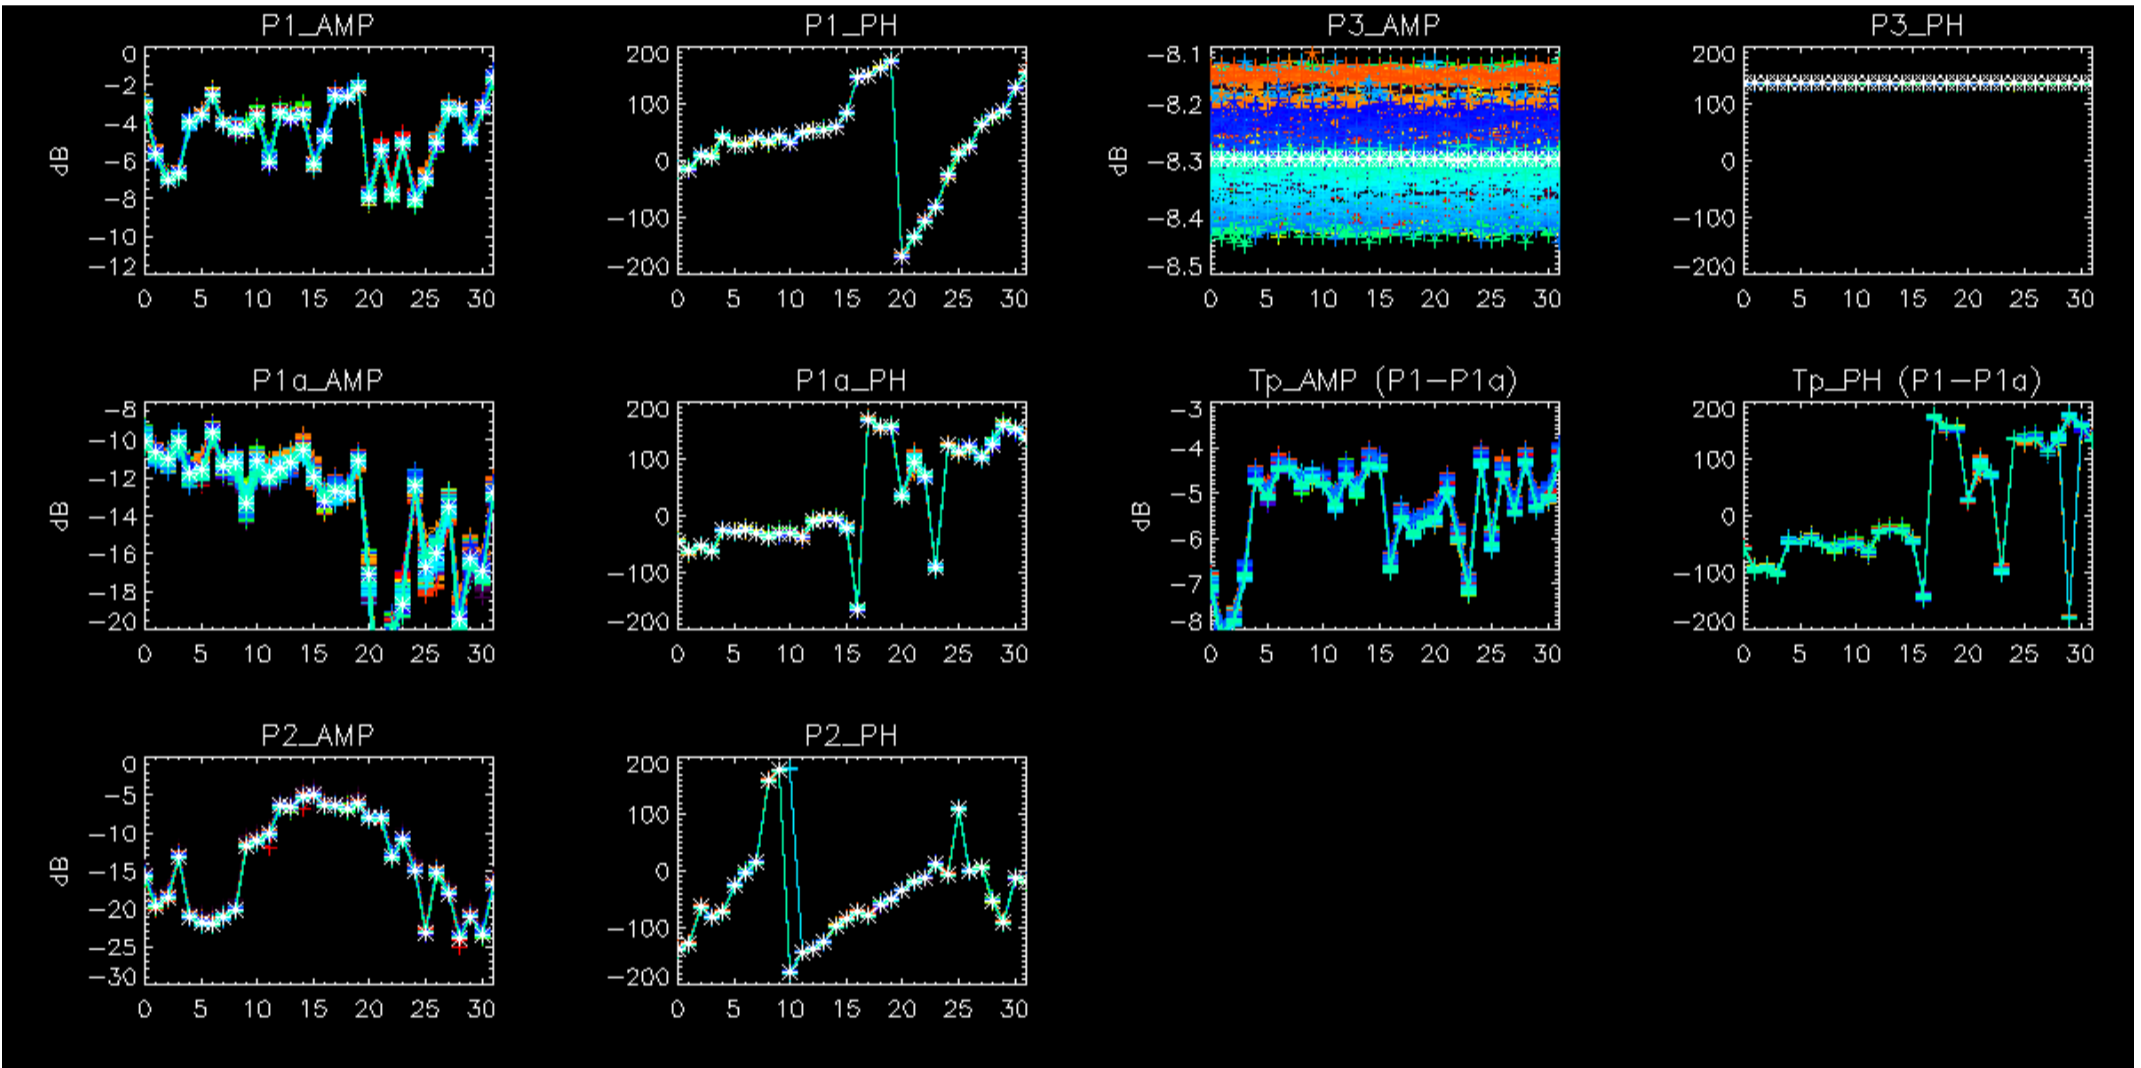 P1_AMP
0
−2
−4
−6
−8
−10
−12
dB
0 5 10 15 20 25 30
P1_PH
200
100
0
−100
−200
0 5 10 15 20 25 30
P3_AMP
−8.1
−8.2
−8.3
−8.4
−8.5
dB
0 5 10 15 20 25 30
P3_PH
200
100
0
−100
−200
0 5 10 15 20 25 30
P1a_AMP
−8
−10
−12
−14
−16
−18
−20
dB
0 5 10 15 20 25 30
P1a_PH
200
100
0
−100
−200
0 5 10 15 20 25 30
Tp_AMP (P1−P1a)
−3
−4
−5
−6
−7
−8
dB
0 5 10 15 20 25 30
Tp_PH (P1−P1a)
200
100
0
−100
−200
0 5 10 15 20 25 30
P2_AMP
0
−5
−10
−15
−20
−25
−30
dB
0 5 10 15 20 25 30
P2_PH
200
100
0
−100
−200
0 5 10 15 20 25 30